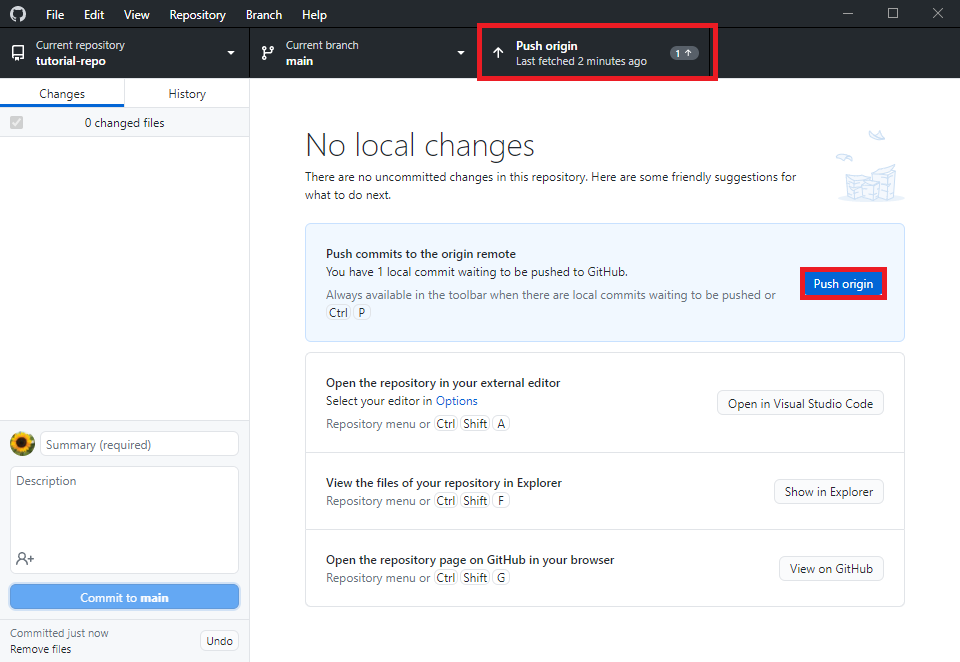 File Edit View Repository Branch Help
Current repository
tutorial-repo
Current branch
main
Push origin
Last fetched 2 minutes ago
1
Changes History
0 changed files
No local changes
There are no uncommitted changes in this repository. Here are some friendly suggestions for
what to do next.
Push commits to the origin remote
You have 1 local commit waiting to be pushed to GitHub.
Always available in the toolbar when there are local commits waiting to be pushed or
Ctrl P
Push origin
Open the repository in your external editor
Select your editor in Options
Repository menu or Ctrl Shift A
Open in Visual Studio Code
View the files of your repository in Explorer
Repository menu or Ctrl Shift F
Show in Explorer
Open the repository page on GitHub in your browser
Repository menu or Ctrl Shift G
View on GitHub
Summary (required)
Description
Commit to main
Committed just now
Remove files
Undo